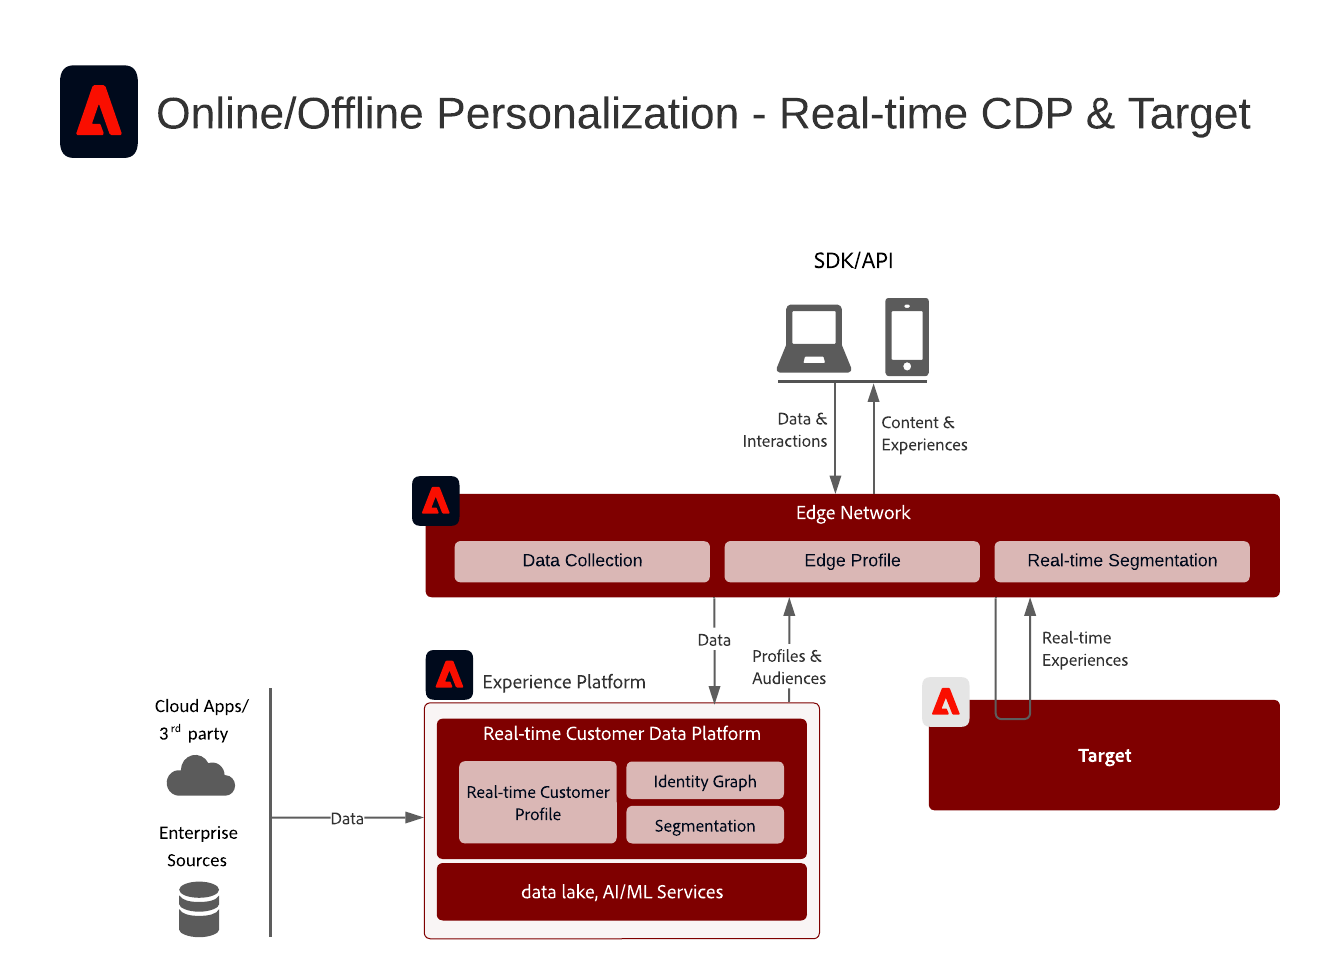 Online/Offline Personalization - Real-time CDP & Target
SDK/API
Data &
Interactions
Content &
Experiences
Edge Network
Data Collection
Edge Profile
Real-time Segmentation
Data
Profiles &
Audiences
Real-time
Experiences
Experience Platform
Cloud Apps/
3rd party
Enterprise
Sources
Data
Real-time Customer Data Platform
Real-time Customer
Profile
Identity Graph
Segmentation
data lake, AI/ML Services
Target